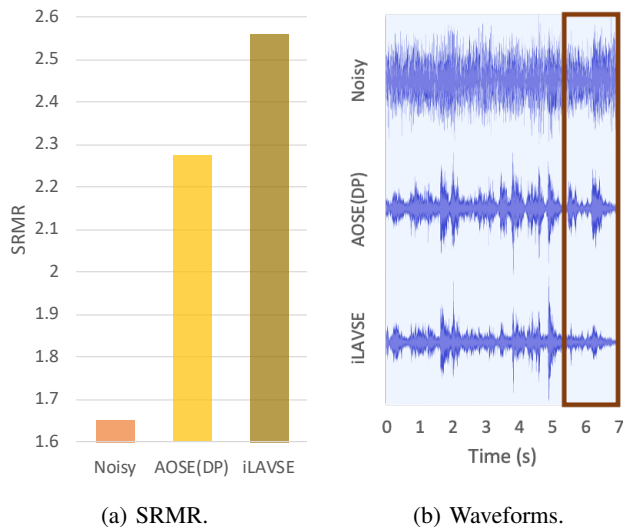 2.6
2.5
2.4
2.3
2.2
2.1
2
1.9
1.8
1.7
1.6
SRMR
Noisy AOSE(DP) iLAVSE
(a) SRMR.
Noisy
AOSE(DP)
iLAVSE
0 1 2 3 4 5 6 7
Time (s)
(b) Waveforms.